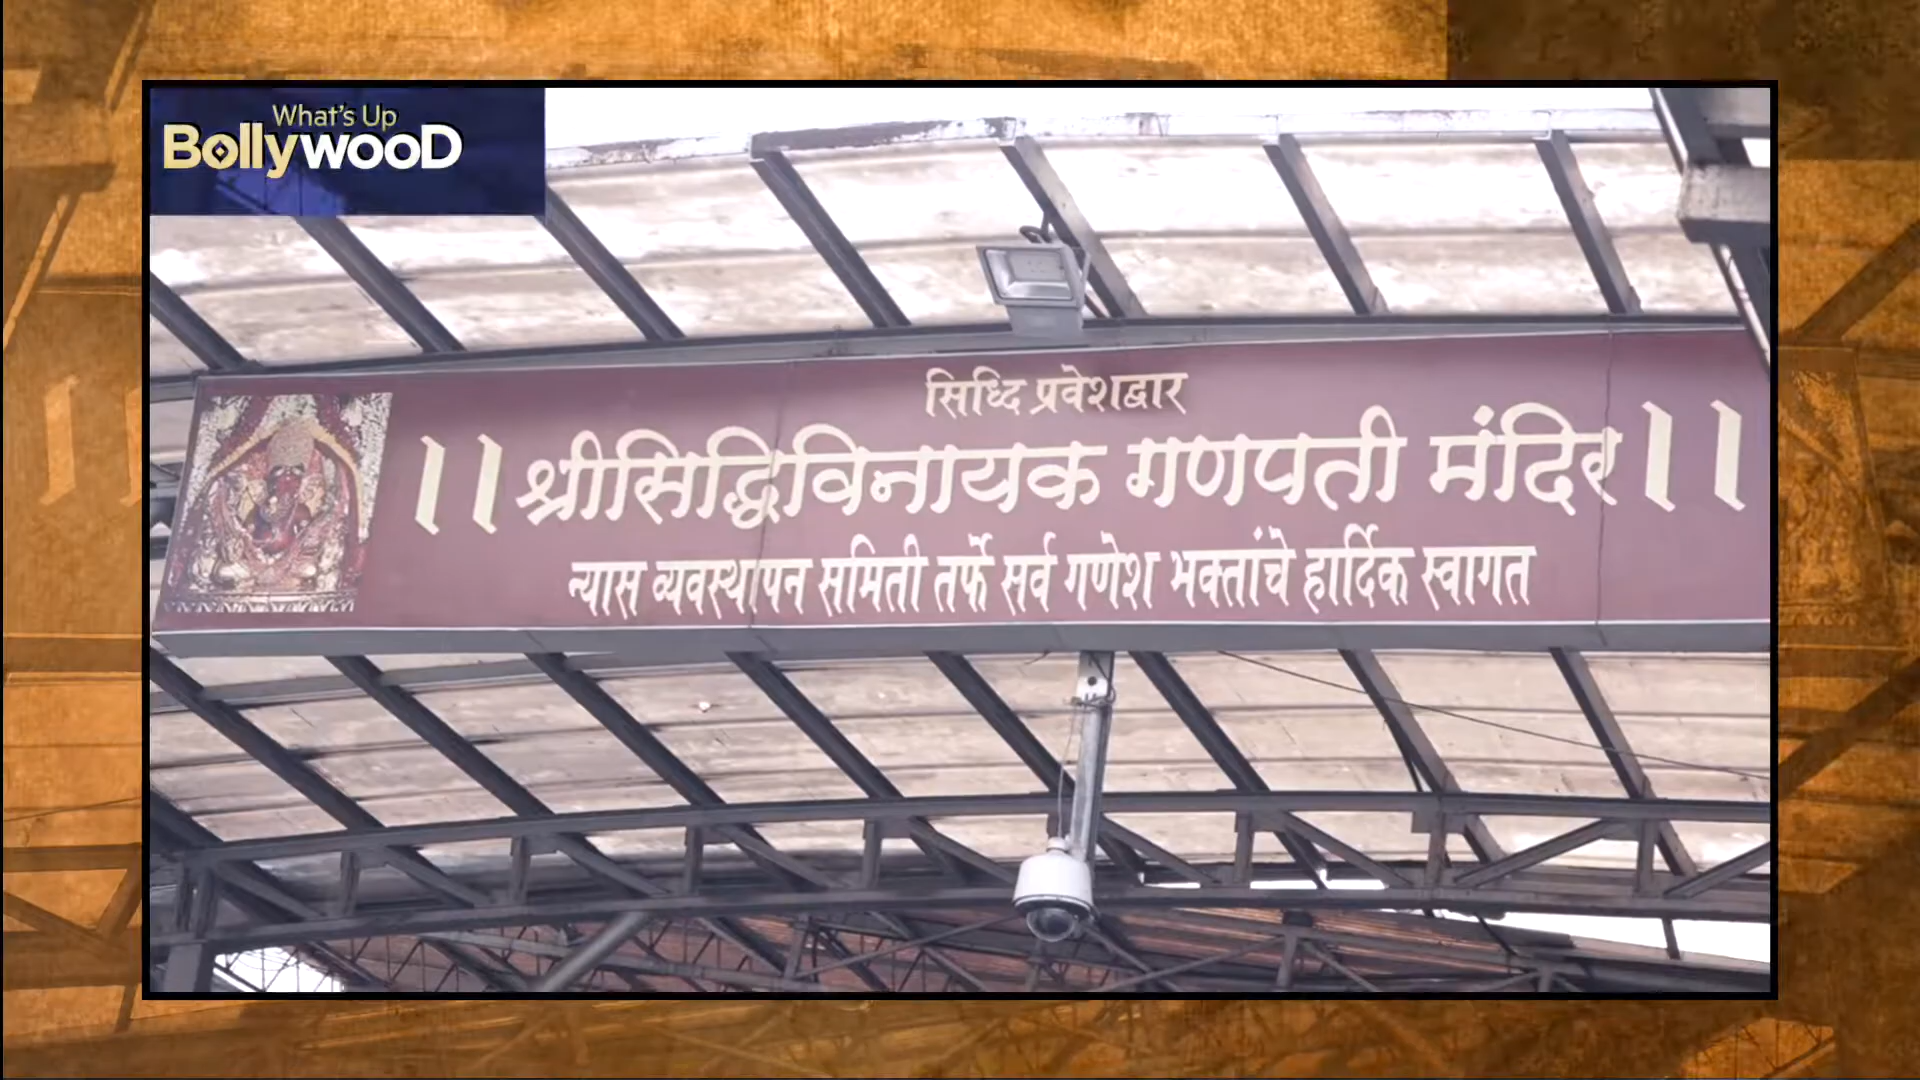 What's Up
BollywooD
सिध्दि प्रवेशद्वार
।।श्रीसिद्धिविनायक गणपती मंदिर।।
न्यास व्यवस्थापन समिती तर्फे सर्व गणेश भक्तांचे हार्दिक स्वागत